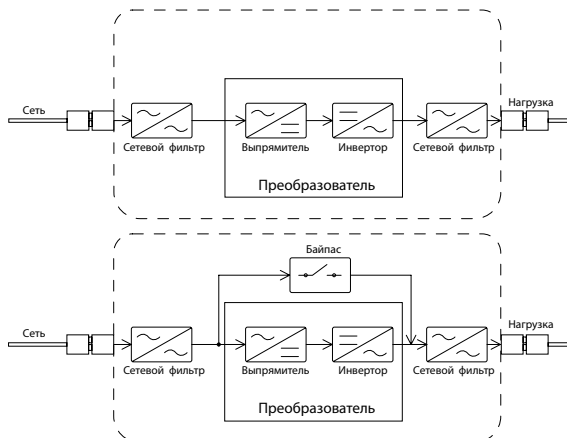 Сеть
Нагрузка
Сетевой фильтр
Выпрямитель
Инвертор
Сетевой фильтр
Преобразователь
Байпас
Сеть
Нагрузка
Сетевой фильтр
Выпрямитель
Инвертор
Сетевой фильтр
Преобразователь